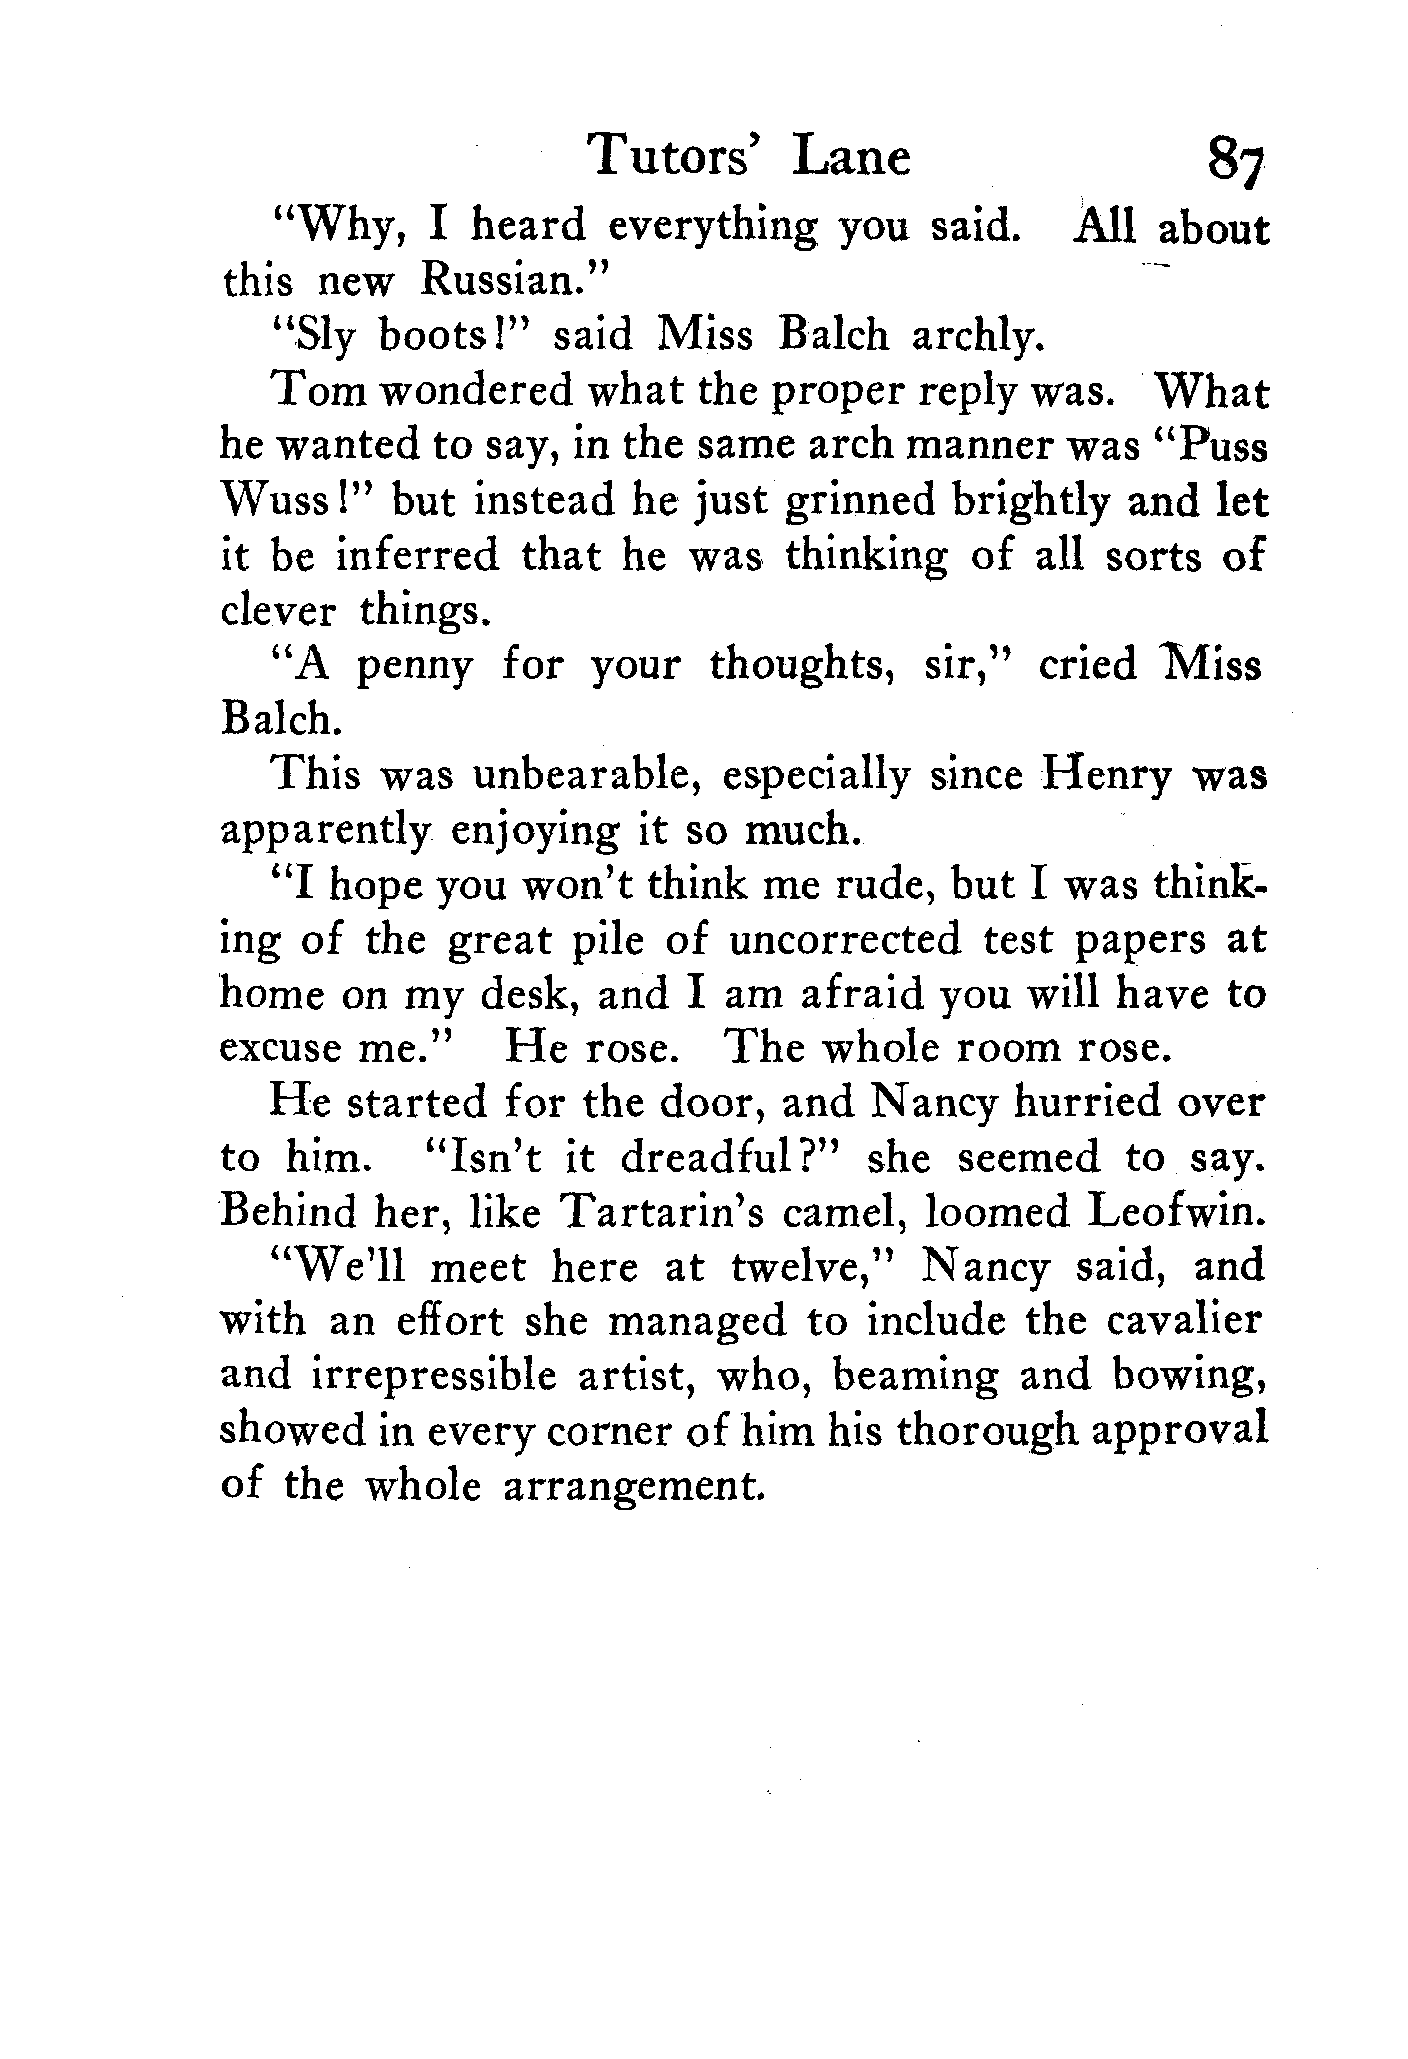 Tutors' Lane 87
"Why, I heard everything you said. All about
this new Russian."
"Sly boots!" said Miss Balch archly.
Tom wondered what the proper reply was. What
he wanted to say, in the same arch manner was "Puss
Wuss!" but instead he just grinned brightly and let
it be inferred that he was thinking of all sorts of
clever things.
"A penny for your thoughts, sir," cried Miss
Balch.
This was unbearable, especially since Henry was
apparently enjoying it so much.
"I hope you won't think me rude, but I was think-
ing of the great pile of uncorrected test papers at
home on my desk, and I am afraid you will have to
excuse me." He rose. The whole room rose.
He started for the door, and Nancy hurried over
to him. "Isn't it dreadful?" she seemed to say.
Behind her, like Tartarin's camel, loomed Leofwin.
"We'll meet here at twelve," Nancy said, and
with an effort she managed to include the cavalier
and irrepressible artist, who, beaming and bowing,
showed in every corner of him his thorough approval
of the whole arrangement.